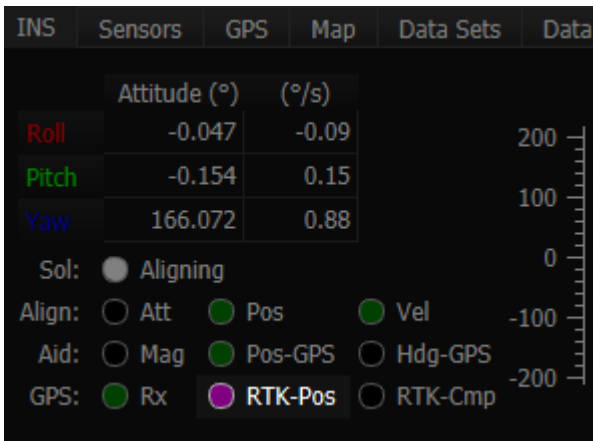 INS Sensors GPS Map Data Sets Data
Attitude (°) (°/s)
Roll -0.047 -0.09
Pitch -0.154 0.15
Yaw 166.072 0.88
200
100
0
-100
-200
Sol: Aligning
Align: Att Pos Vel
Aid: Mag Pos-GPS Hdg-GPS
GPS: Rx RTK-Pos RTK-Cmp